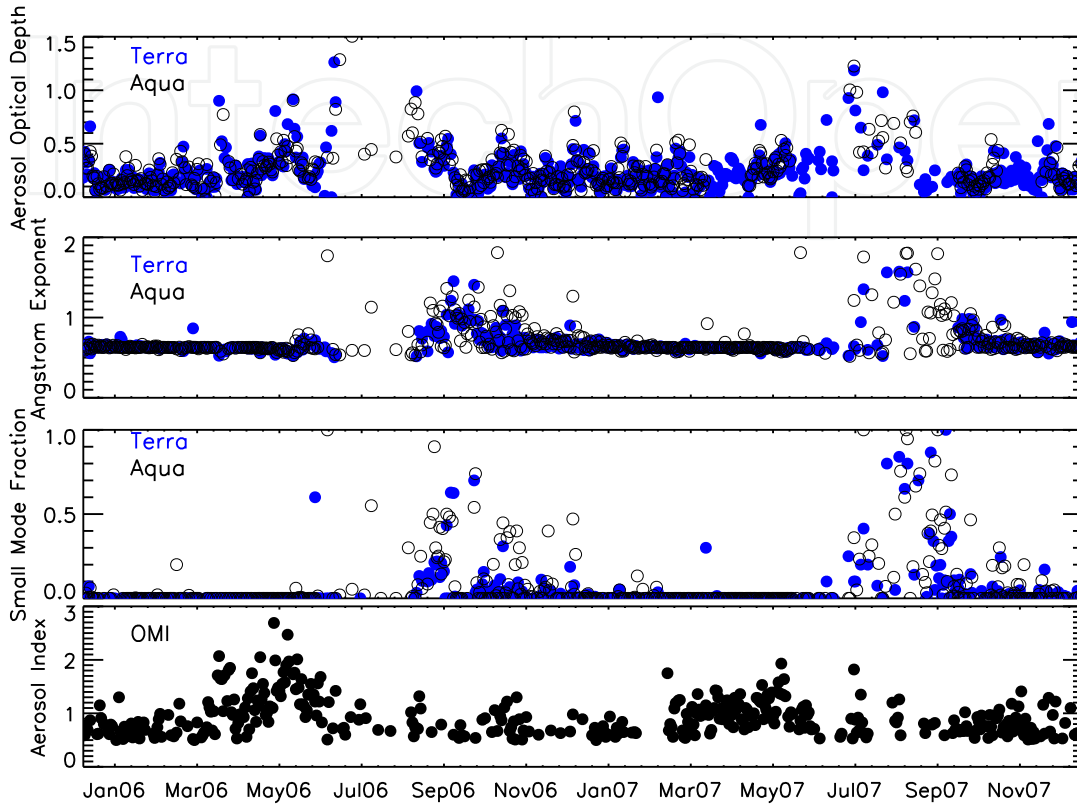 Aerosol Optical Depth
1.5
1.0
0.5
0.0
Terra
Aqua
IntechOpen
Angstrom Exponent
2
1
0
Terra
Aqua
Small Mode Fraction
1.0
0.5
0.0
Terra
Aqua
Aerosol Index
3
2
1
0
OMI
Jan06 Mar06 May06 Jul06 Sep06 Nov06 Jan07 Mar07 May07 Jul07 Sep07 Nov07